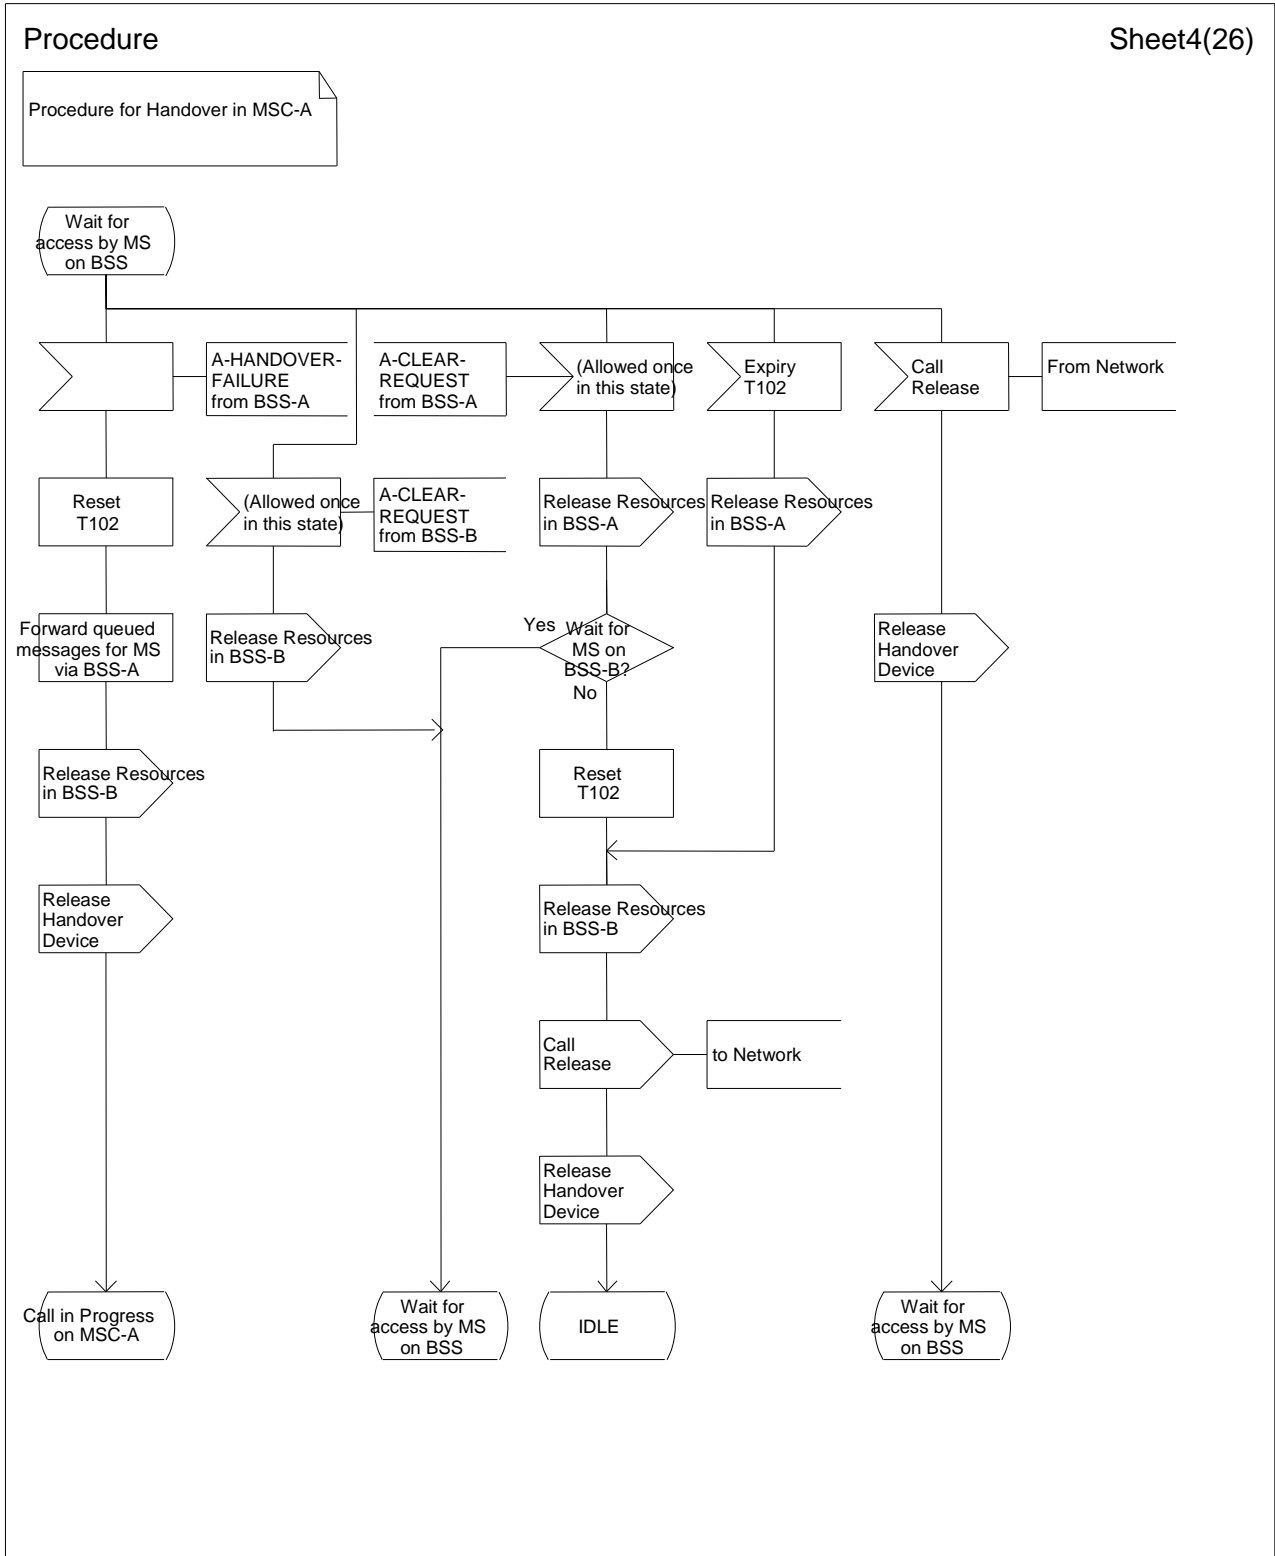 Procedure
Sheet4(26)
Procedure for Handover in MSC-A
Wait for
access by MS
on BSS
A-HANDOVER-
FAILURE
from BSS-A
A-CLEAR-
REQUEST
from BSS-A
(Allowed once
in this state)
Expiry
T102
Call
Release
From Network
Reset
T102
(Allowed once
in this state)
A-CLEAR-
REQUEST
from BSS-B
Release Resources
in BSS-A
Release Resources
in BSS-A
Forward queued
messages for MS
via BSS-A
Release Resources
in BSS-B
Yes
Wait for
MS on
BSS-B?
No
Release
Handover
Device
Release Resources
in BSS-B
Reset
T102
Release
Handover
Device
Release Resources
in BSS-B
Call
Release
to Network
Release
Handover
Device
Call in Progress
on MSC-A
Wait for
access by MS
on BSS
IDLE
Wait for
access by MS
on BSS